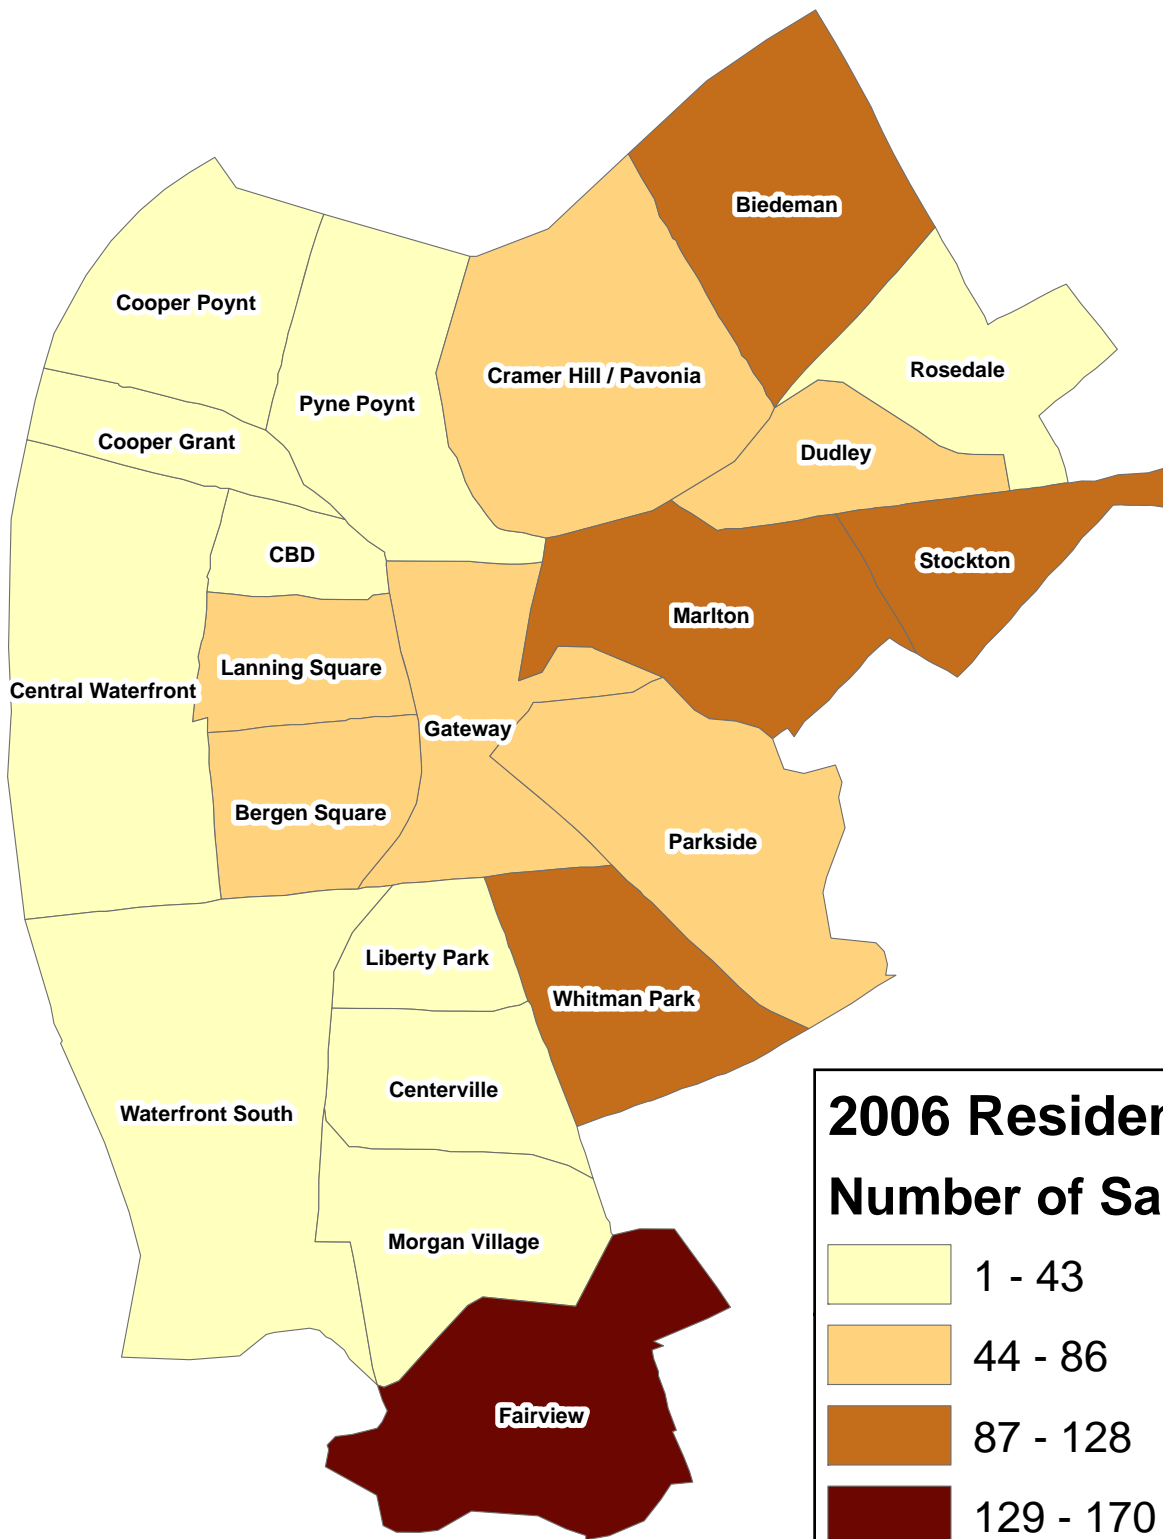 Biedeman
Cooper Poynt
Rosedale
Cramer Hill / Pavonia
Pyne Poynt
Cooper Grant
Dudley
CBD
Stockton
Marlton
Lanning Square
Central Waterfront
Gateway
Bergen Square
Parkside
Liberty Park
Whitman Park
Centerville
Waterfront South
Morgan Village
Fairview
2006 Residen
Number of Sa
1 - 43
44 - 86
87 - 128
129 - 170